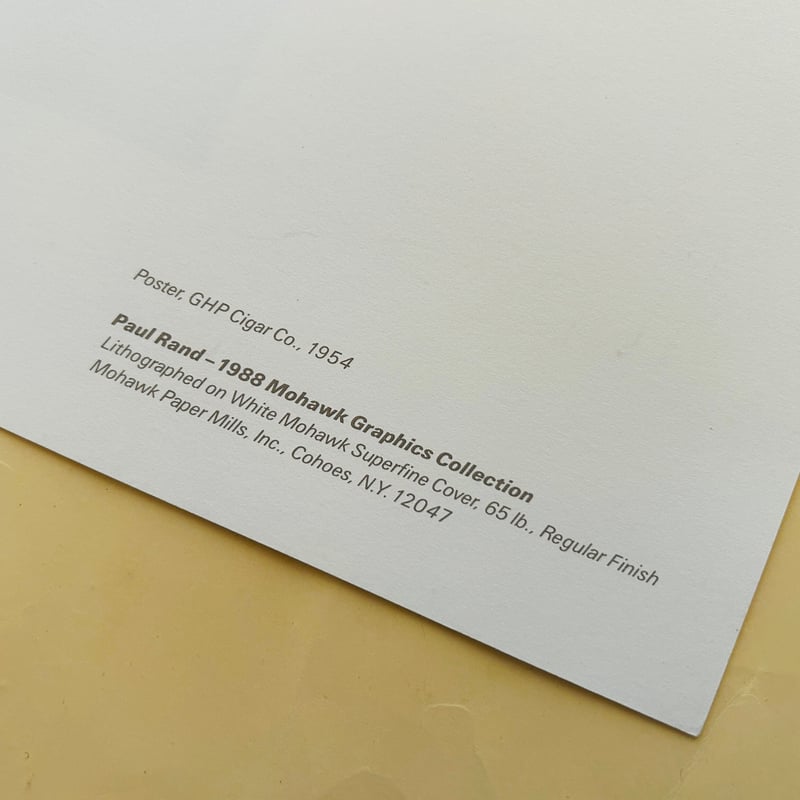 Poster, GHP Cigar Co., 1954
Paul Rand – 1988 Mohawk Graphics Collection
Lithographed on White Mohawk Superfine Cover, 65 lb., Regular Finish
Mohawk Paper Mills, Inc., Cohoes, N.Y. 12047